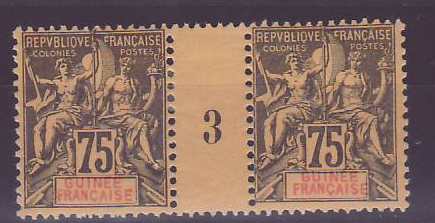 REPVBLIQVE FRANÇAISE
COLONIES POSTES
75
GUINÉE
FRANÇAISE
3
REPVBLIQVE FRANÇAISE
COLONIES POSTES
75
GUINÉE
FRANÇAISE